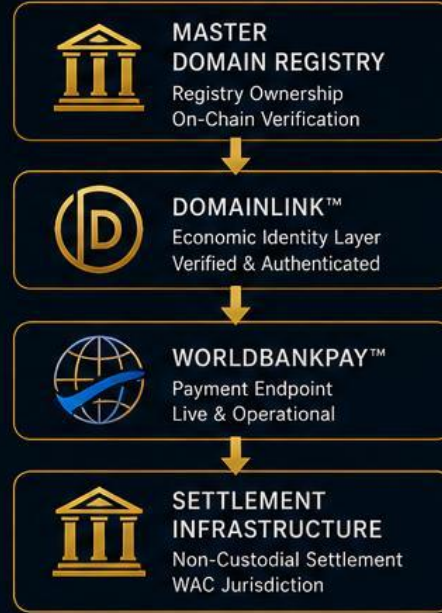 MASTER
DOMAIN REGISTRY
Registry Ownership
On-Chain Verification
D
DOMAINLINK™
Economic Identity Layer
Verified & Authenticated
WORLDBANKPAY™
Payment Endpoint
Live & Operational
SETTLEMENT
INFRASTRUCTURE
Non-Custodial Settlement
WAC Jurisdiction